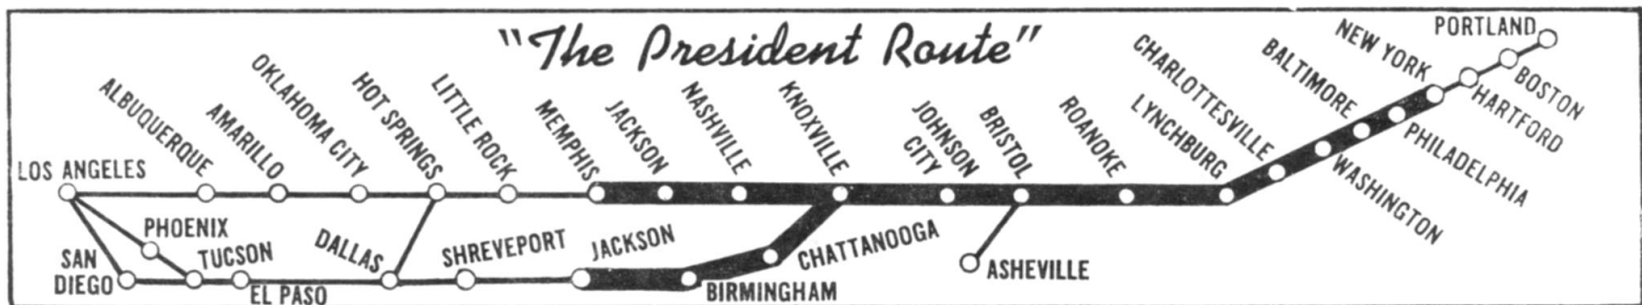 "The President Route"
LOS ANGELES
ALBUQUERQUE
AMARILLO
OKLAHOMA CITY
HOT SPRINGS
LITTLE ROCK
MEMPHIS
JACKSON
NASHVILLE
KNOXVILLE
JOHNSON
CITY
BRISTOL
ROANOKE
LYNCHBURG
CHARLOTTESVILLE
WASHINGTON
BALTIMORE
PHILADELPHIA
NEW YORK
HARTFORD
BOSTON
PORTLAND
PHOENIX
SAN
DIEGO
TUCSON
EL PASO
DALLAS
SHREVEPORT
JACKSON
BIRMINGHAM
CHATTANOOGA
ASHEVILLE